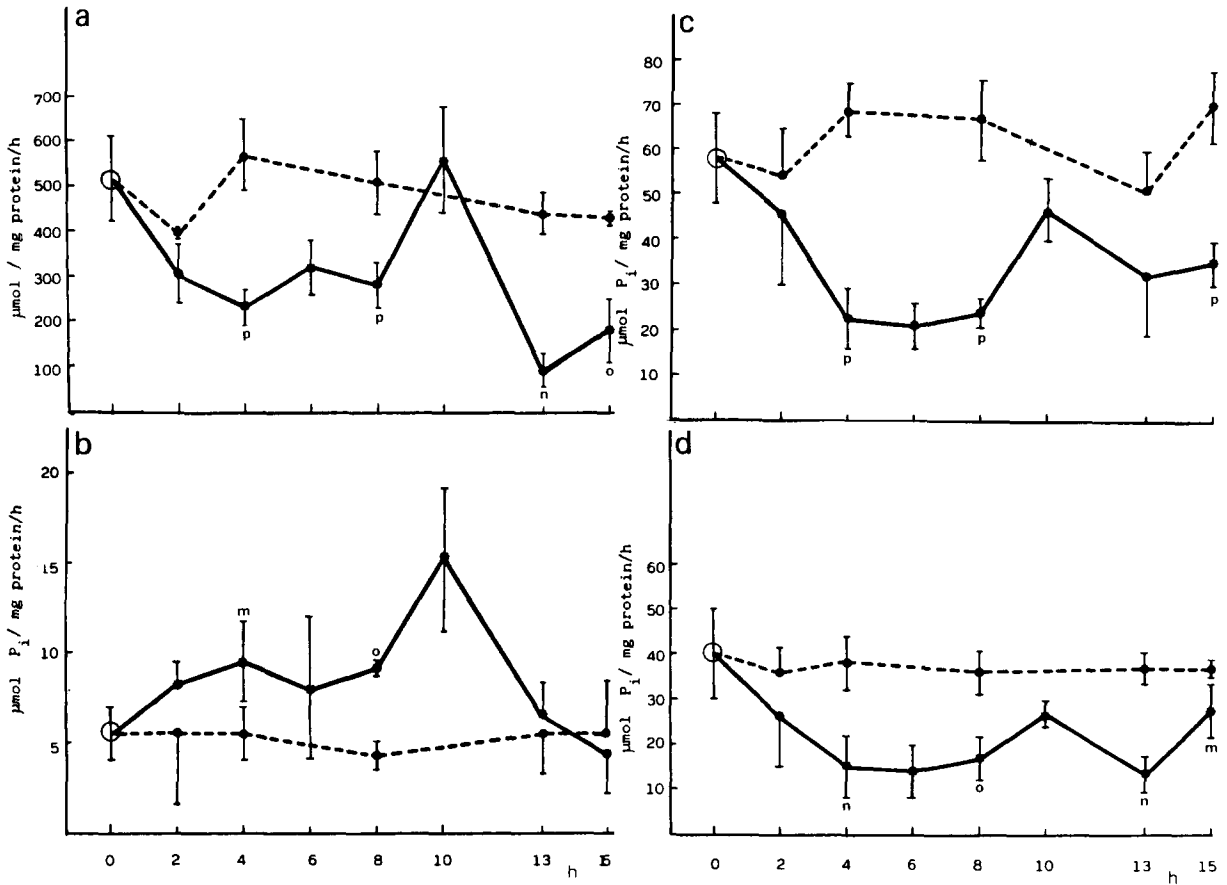 a
700
600
500
400
300
200
100
µmol / mg protein/h
p
p
n
o
b
20
15
10
5
µmol Pi/ mg protein/h
m
o
0 2 4 6 8 10 13 15
h
c
80
70
60
50
40
30
20
10
µmol Pi/ mg protein/h
p
p
p
d
60
50
40
30
20
10
µmol Pi/ mg protein/h
n
o
n
m
0 2 4 6 8 10 13 15
h